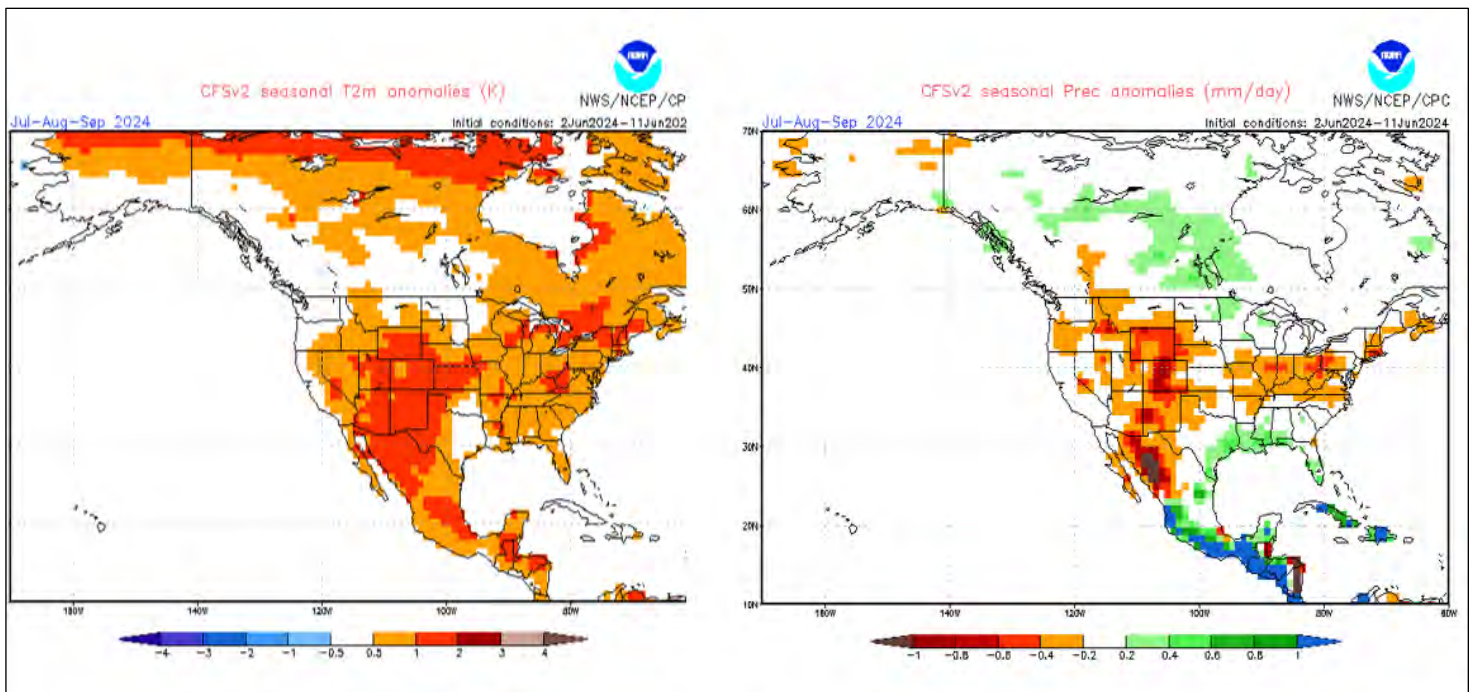 CFSv2 seasonal T2m anomalies (K)
NWS/NCEP/CP
Jul-Aug-Sep 2024
Initial conditions: 2Jun2024-11Jun202
160W
140W
120W
100W
80W
-4
-3
-2
-1
-0.5
0.5
1
2
3
4
CFSv2 seasonal Prec anomalies (mm/day)
NWS/NCEP/CPC
Jul-Aug-Sep 2024
Initial conditions: 2Jun2024-11Jun2024
70N
60N
50N
40N
30N
20N
10N
160W
140W
120W
100W
80W
60W
-1
-0.8
-0.6
-0.4
-0.2
0.2
0.4
0.6
0.8
1